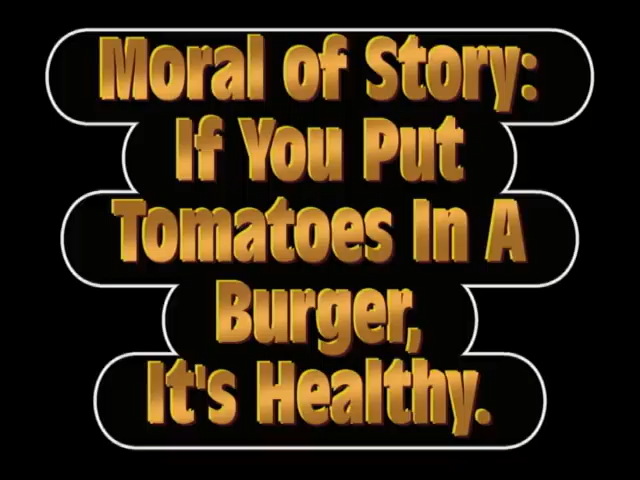 Moral of Story:
If You Put
Tomatoes In A
Burger,
It's Healthy.